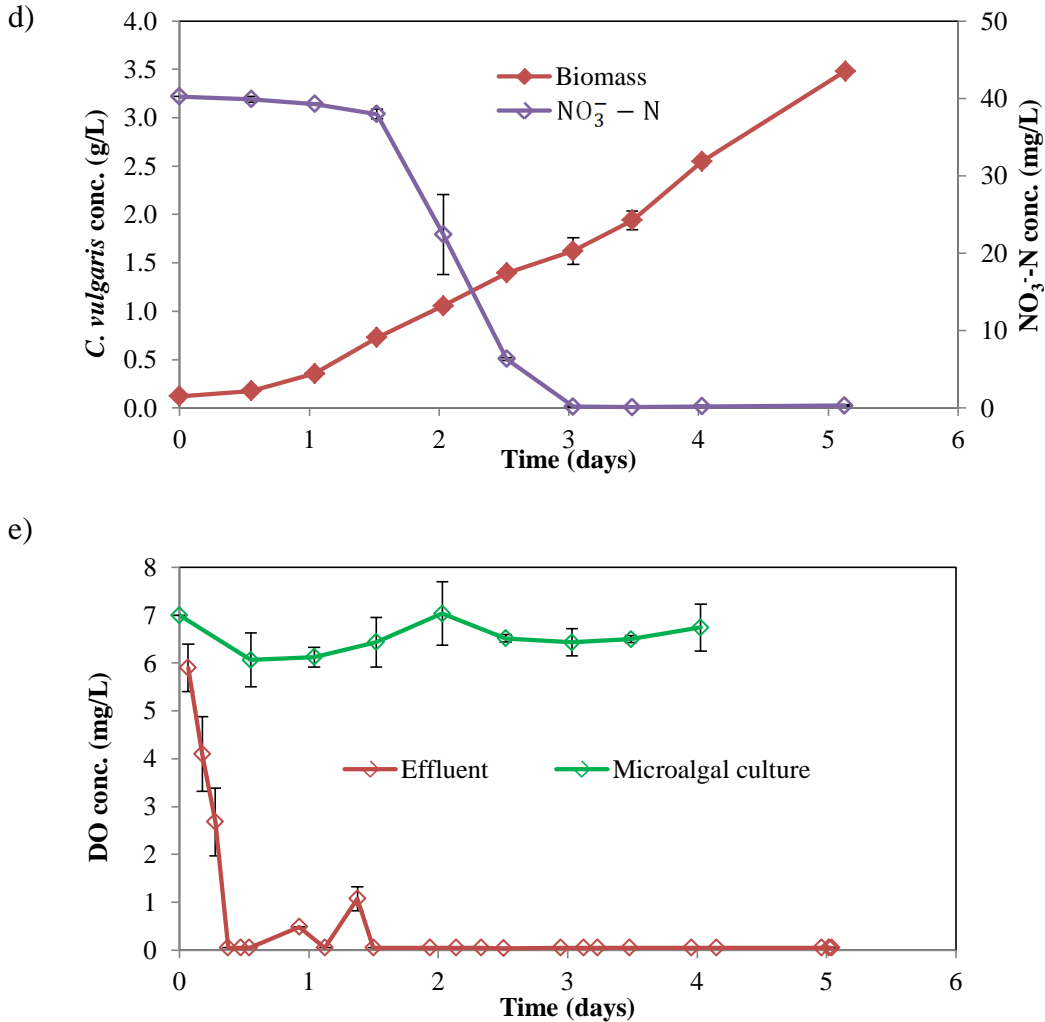 d)
4.0
3.5
3.0
2.5
2.0
1.5
1.0
0.5
0.0
C. vulgaris conc. (g/L)
50
40
30
20
10
0
NO₃⁻-N conc. (mg/L)
Biomass
NO₃⁻ − N
0 1 2 3 4 5 6
Time (days)
e)
8
7
6
5
4
3
2
1
0
DO conc. (mg/L)
Effluent Microalgal culture
0 1 2 3 4 5 6
Time (days)